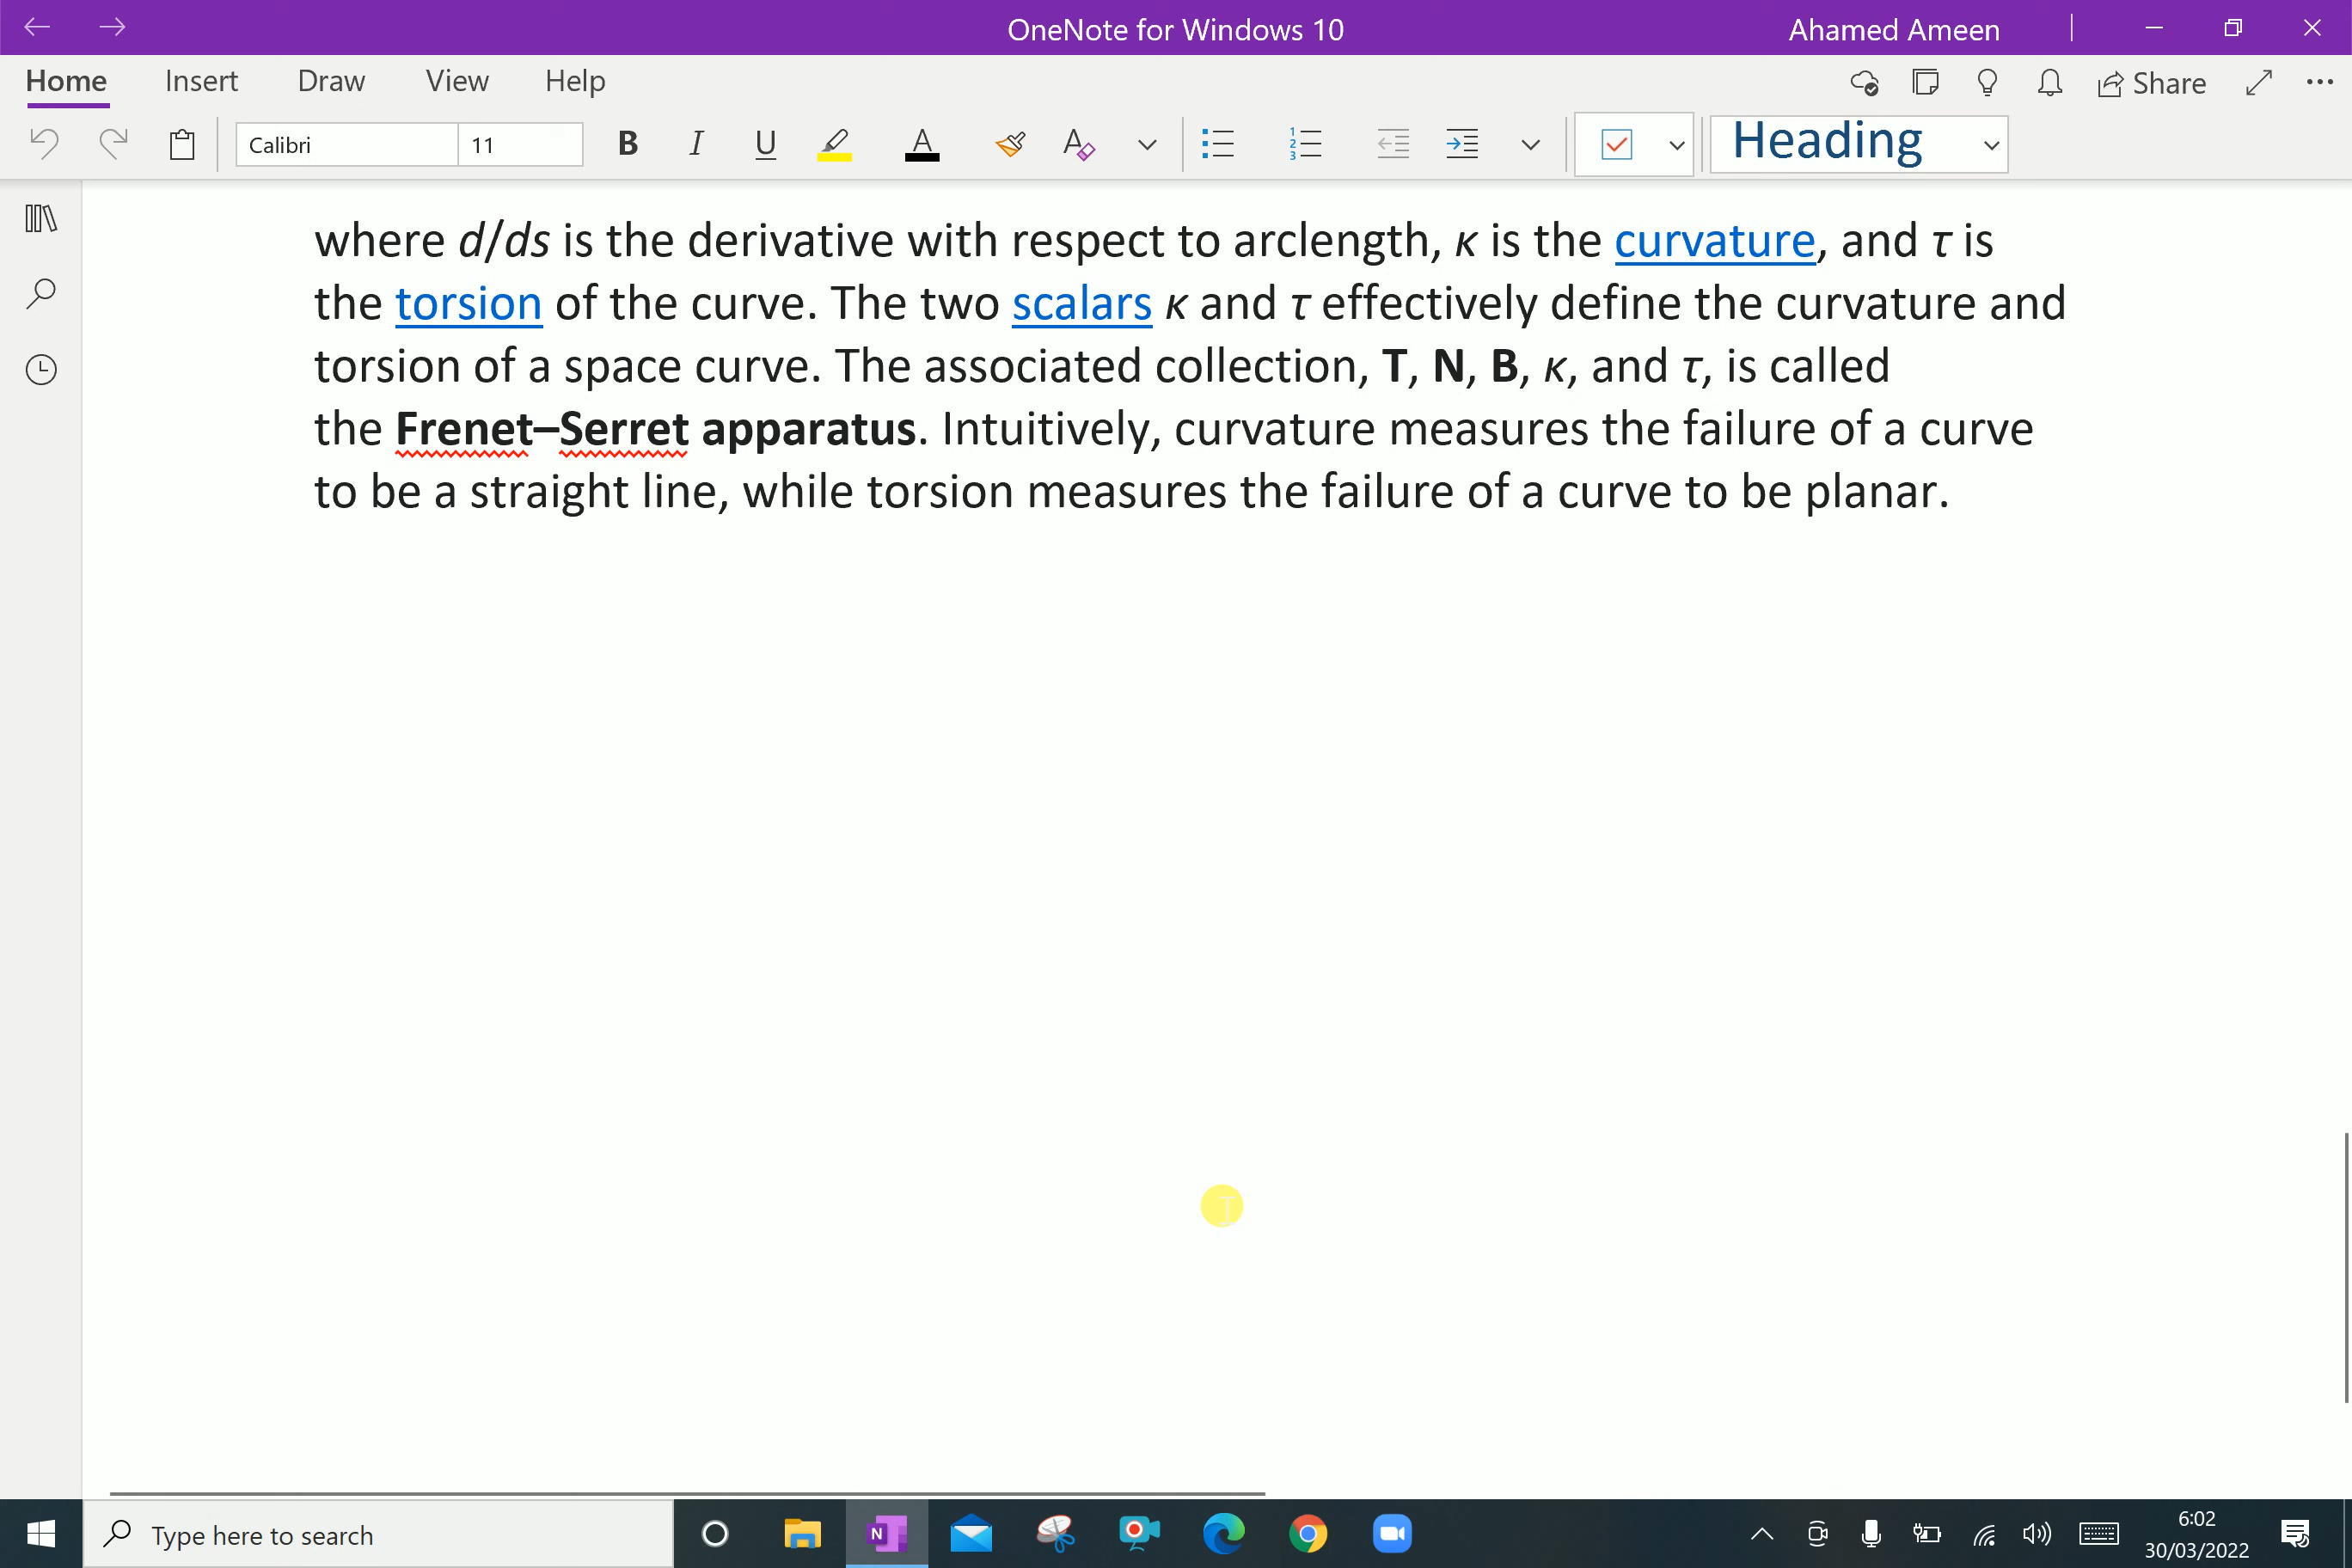 OneNote for Windows 10
Ahamed Ameen
Home Insert Draw View Help
Share
Calibri 11 B I U A A
Heading
where d/ds is the derivative with respect to arclength, κ is the curvature, and τ is
the torsion of the curve. The two scalars κ and τ effectively define the curvature and
torsion of a space curve. The associated collection, T, N, B, κ, and τ, is called
the Frenet–Serret apparatus. Intuitively, curvature measures the failure of a curve
to be a straight line, while torsion measures the failure of a curve to be planar.
Type here to search
6:02
30/03/2022